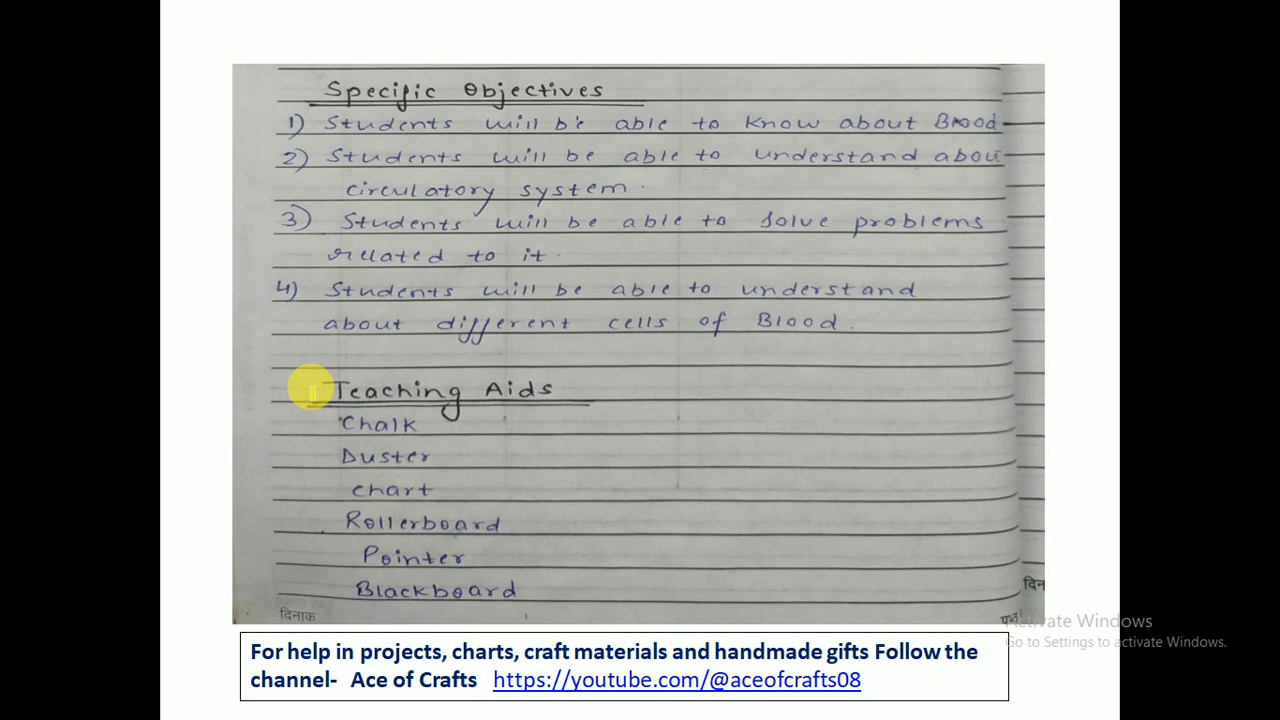 Specific Objectives
1) Students will be able to know about Blood
2) Students will be able to understand about
circulatory system.
3) Students will be able to solve problems
related to it.
4) Students will be able to understand
about different cells of Blood.
Teaching Aids
Chalk
Duster
chart
Rollerboard
Pointer
Blackboard
दिन
दिनाक
Activate Windows
Go to Settings to activate Windows.
For help in projects, charts, craft materials and handmade gifts Follow the
channel- Ace of Crafts https://youtube.com/@aceofcrafts08